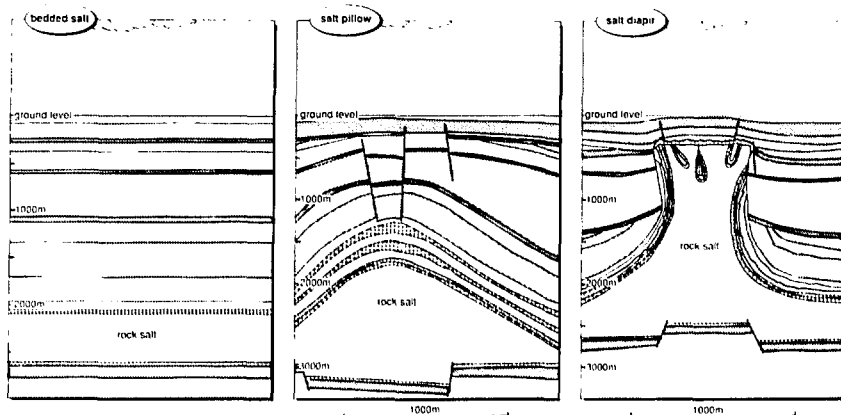 bedded salt
ground level
1000m
2000m
rock salt
salt pillow
ground level
1000m
2000m
rock salt
3000m
1000m
salt diapir
ground level
1000m
rock salt
2000m
3000m
1000m